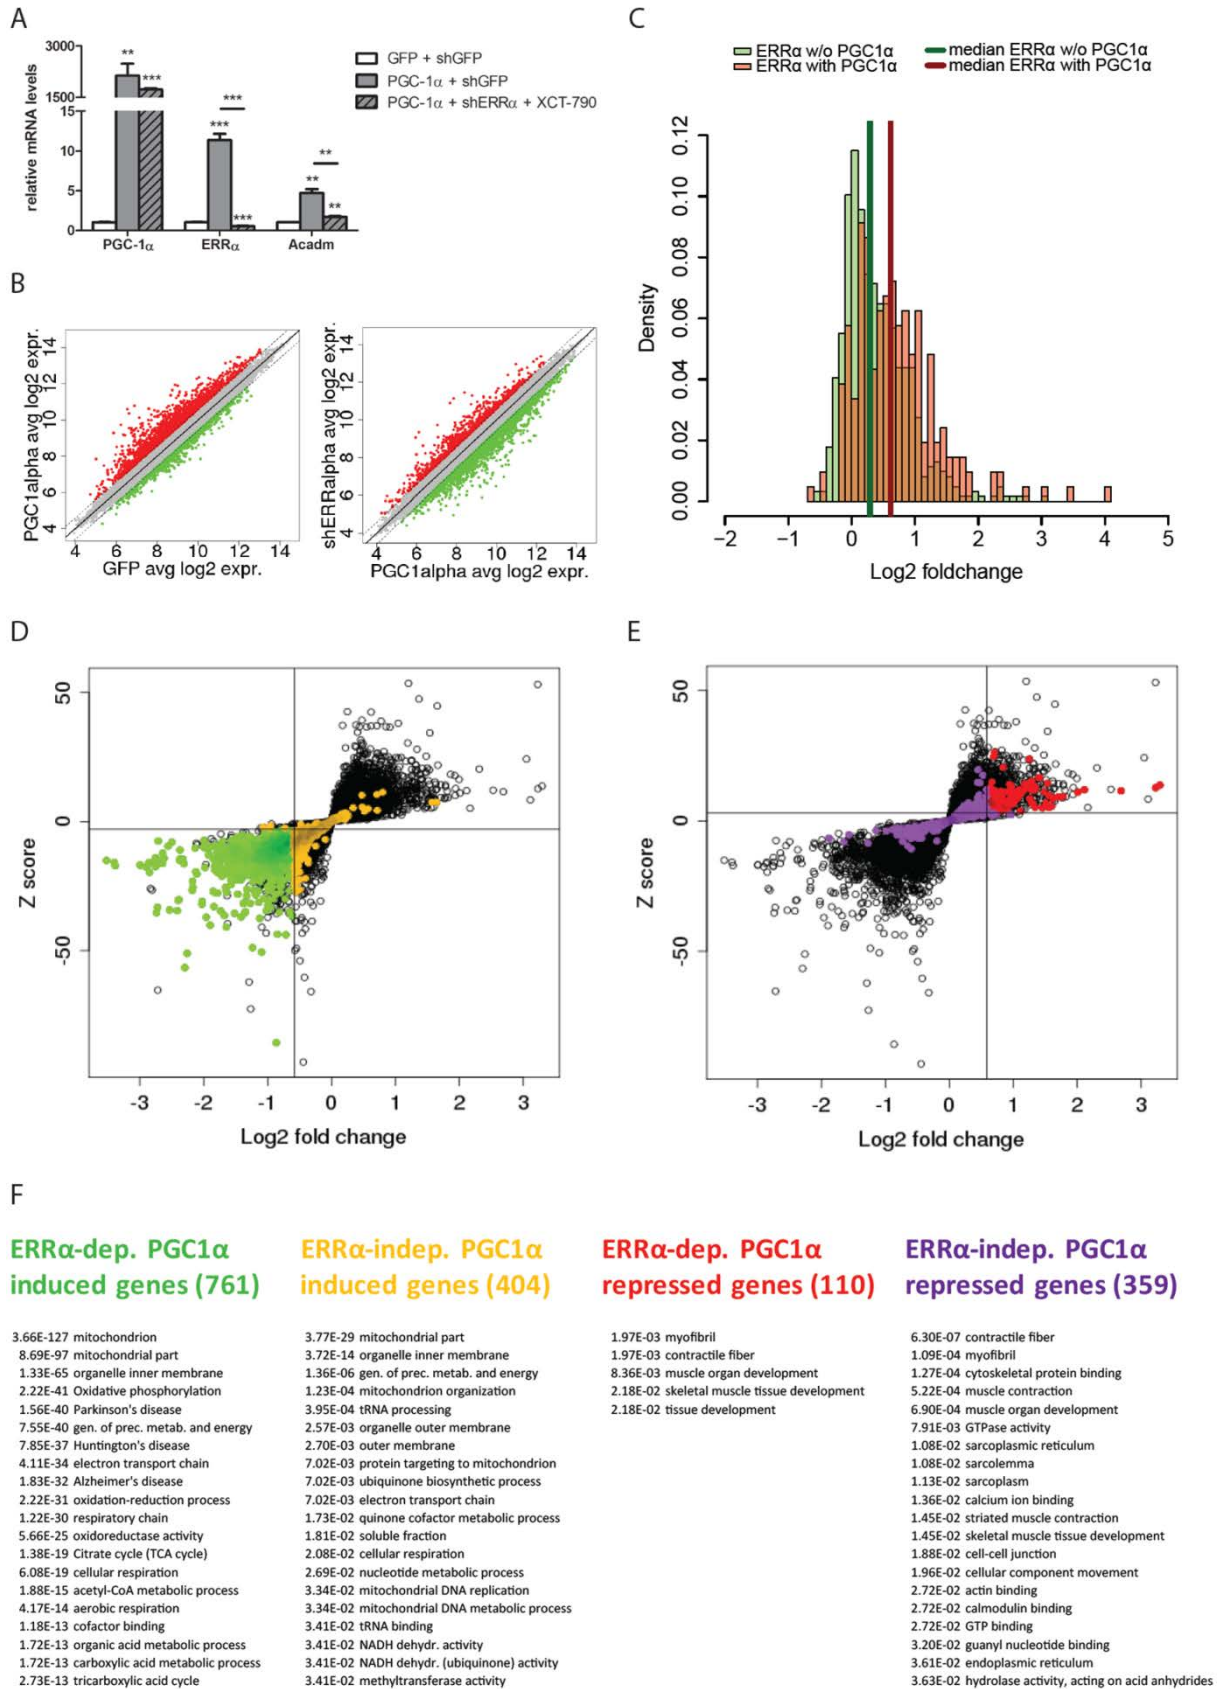 A
3000
1500
15
10
5
0
relative mRNA levels
**
***
***
***
***
**
**
**
PGC-1α
ERRα
Acadm
GFP + shGFP
PGC-1α + shGFP
PGC-1α + shERRα + XCT-790
B
PGC1alpha avg log2 expr.
4 6 8 10 12 14
4 6 8 10 12 14
GFP avg log2 expr.
shERRalpha avg log2 expr.
4 6 8 10 12 14
4 6 8 10 12 14
PGC1alpha avg log2 expr.
C
ERRα w/o PGC1α
ERRα with PGC1α
median ERRα w/o PGC1α
median ERRα with PGC1α
Density
0.00 0.02 0.04 0.06 0.08 0.10 0.12
−2 −1 0 1 2 3 4 5
Log2 foldchange
D
Z score
50
0
-50
-3 -2 -1 0 1 2 3
Log2 fold change
E
Z score
50
0
-50
-3 -2 -1 0 1 2 3
Log2 fold change
F
ERRα-dep. PGC1α
induced genes (761)
3.66E-127 mitochondrion
8.69E-97 mitochondrial part
1.33E-65 organelle inner membrane
2.22E-41 Oxidative phosphorylation
1.56E-40 Parkinson's disease
7.55E-40 gen. of prec. metab. and energy
7.85E-37 Huntington's disease
4.11E-34 electron transport chain
1.83E-32 Alzheimer's disease
2.22E-31 oxidation-reduction process
1.22E-30 respiratory chain
5.66E-25 oxidoreductase activity
1.38E-19 Citrate cycle (TCA cycle)
6.08E-19 cellular respiration
1.88E-15 acetyl-CoA metabolic process
4.17E-14 aerobic respiration
1.18E-13 cofactor binding
1.72E-13 organic acid metabolic process
1.72E-13 carboxylic acid metabolic process
2.73E-13 tricarboxylic acid cycle
ERRα-indep. PGC1α
induced genes (404)
3.77E-29 mitochondrial part
3.72E-14 organelle inner membrane
1.36E-06 gen. of prec. metab. and energy
1.23E-04 mitochondrion organization
3.95E-04 tRNA processing
2.57E-03 organelle outer membrane
2.70E-03 outer membrane
7.02E-03 protein targeting to mitochondrion
7.02E-03 ubiquinone biosynthetic process
7.02E-03 electron transport chain
1.73E-02 quinone cofactor metabolic process
1.81E-02 soluble fraction
2.08E-02 cellular respiration
2.69E-02 nucleotide metabolic process
3.34E-02 mitochondrial DNA replication
3.34E-02 mitochondrial DNA metabolic process
3.41E-02 tRNA binding
3.41E-02 NADH dehydr. activity
3.41E-02 NADH dehydr. (ubiquinone) activity
3.41E-02 methyltransferase activity
ERRα-dep. PGC1α
repressed genes (110)
1.97E-03 myofibril
1.97E-03 contractile fiber
8.36E-03 muscle organ development
2.18E-02 skeletal muscle tissue development
2.18E-02 tissue development
ERRα-indep. PGC1α
repressed genes (359)
6.30E-07 contractile fiber
1.09E-04 myofibril
1.27E-04 cytoskeletal protein binding
5.22E-04 muscle contraction
6.90E-04 muscle organ development
7.91E-03 GTPase activity
1.08E-02 sarcoplasmic reticulum
1.08E-02 sarcolemma
1.13E-02 sarcoplasm
1.36E-02 calcium ion binding
1.45E-02 striated muscle contraction
1.45E-02 skeletal muscle tissue development
1.88E-02 cell-cell junction
1.96E-02 cellular component movement
2.72E-02 actin binding
2.72E-02 calmodulin binding
2.72E-02 GTP binding
3.20E-02 guanyl nucleotide binding
3.61E-02 endoplasmic reticulum
3.63E-02 hydrolase activity, acting on acid anhydrides